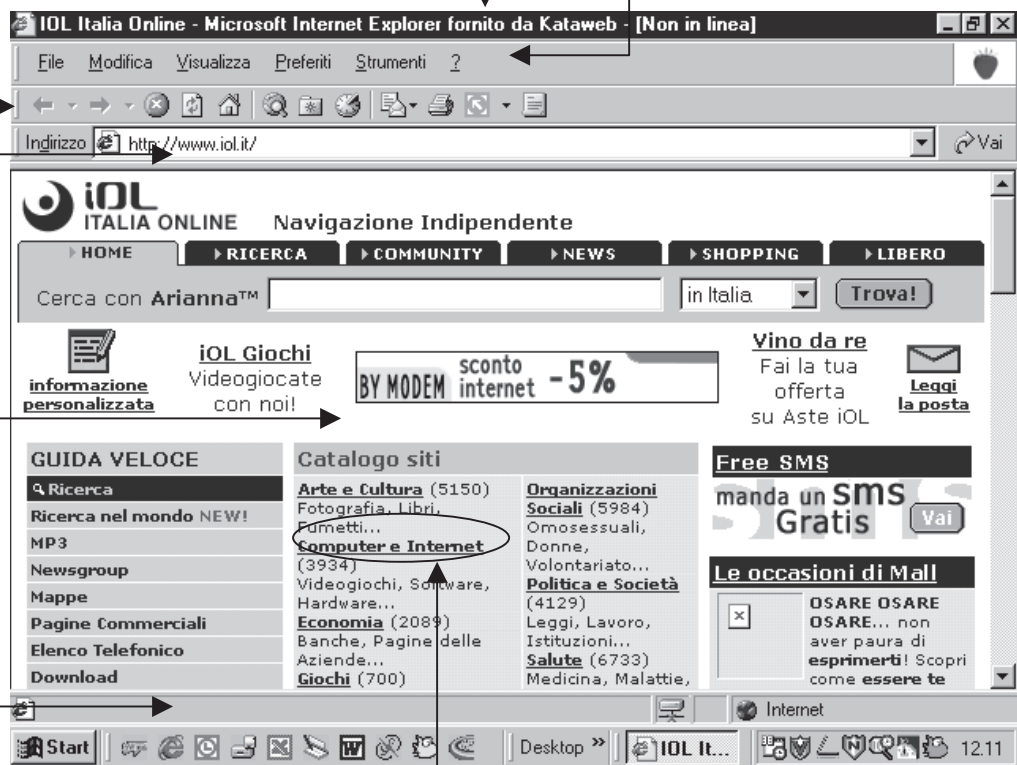 IOL Italia Online - Microsoft Internet Explorer fornito da Kataweb - [Non in linea]
File Modifica Visualizza Preferiti Strumenti ?
Indirizzo http://www.iol.it/ Vai
iOL
ITALIA ONLINE Navigazione Indipendente
HOME RICERCA COMMUNITY NEWS SHOPPING LIBERO
Cerca con Arianna™ in Italia Trova!
informazione
personalizzata
iOL Giochi
Videogiocate
con noi!
BY MODEM sconto
internet -5%
Vino da re
Fai la tua
offerta
su Aste iOL
Leggi
la posta
GUIDA VELOCE
Ricerca
Ricerca nel mondo NEW!
MP3
Newsgroup
Mappe
Pagine Commerciali
Elenco Telefonico
Download
Catalogo siti
Arte e Cultura (5150)
Fotografia, Libri,
Fumetti...
Computer e Internet
(3934)
Videogiochi, Software,
Hardware...
Economia (2089)
Banche, Pagine delle
Aziende...
Giochi (700)
Organizzazioni
Sociali (5984)
Omosessuali,
Donne,
Volontariato...
Politica e Società
(4129)
Leggi, Lavoro,
Istituzioni...
Salute (6733)
Medicina, Malattie,
Free SMS
manda un sms
Gratis Vai
Le occasioni di Mall
OSARE OSARE
OSARE... non
aver paura di
esprimerti! Scopri
come essere te
Internet
Start Desktop » IOL It... 12.11